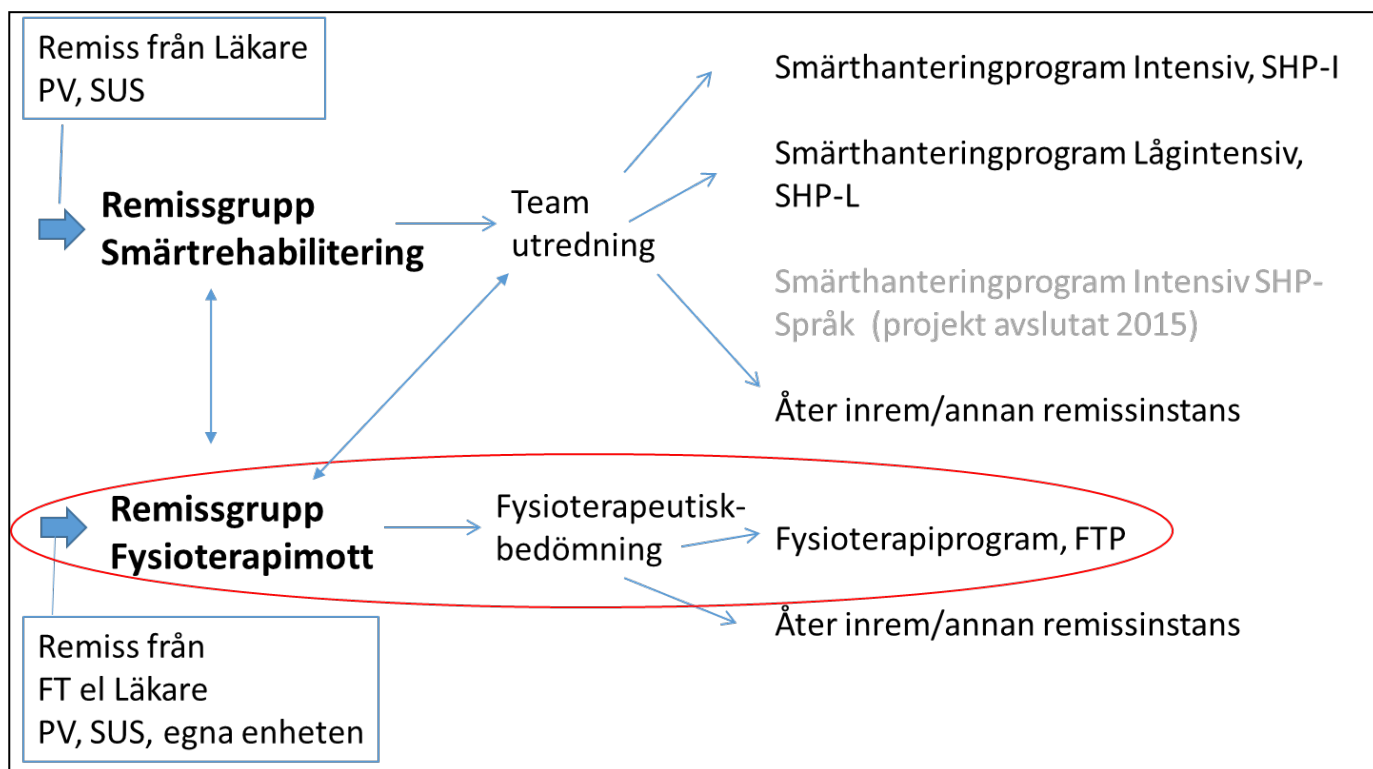 Remiss från Läkare
PV, SUS
Remissgrupp
Smärtrehabilitering
Team
utredning
Smärthanteringprogram Intensiv, SHP-I
Smärthanteringprogram Lågintensiv,
SHP-L
Smärthanteringprogram Intensiv SHP-
Språk (projekt avslutat 2015)
Åter inrem/annan remissinstans
Remissgrupp
Fysioterapimott
Fysioterapeutisk-
bedömning
Fysioterapiprogram, FTP
Åter inrem/annan remissinstans
Remiss från
FT el Läkare
PV, SUS, egna enheten